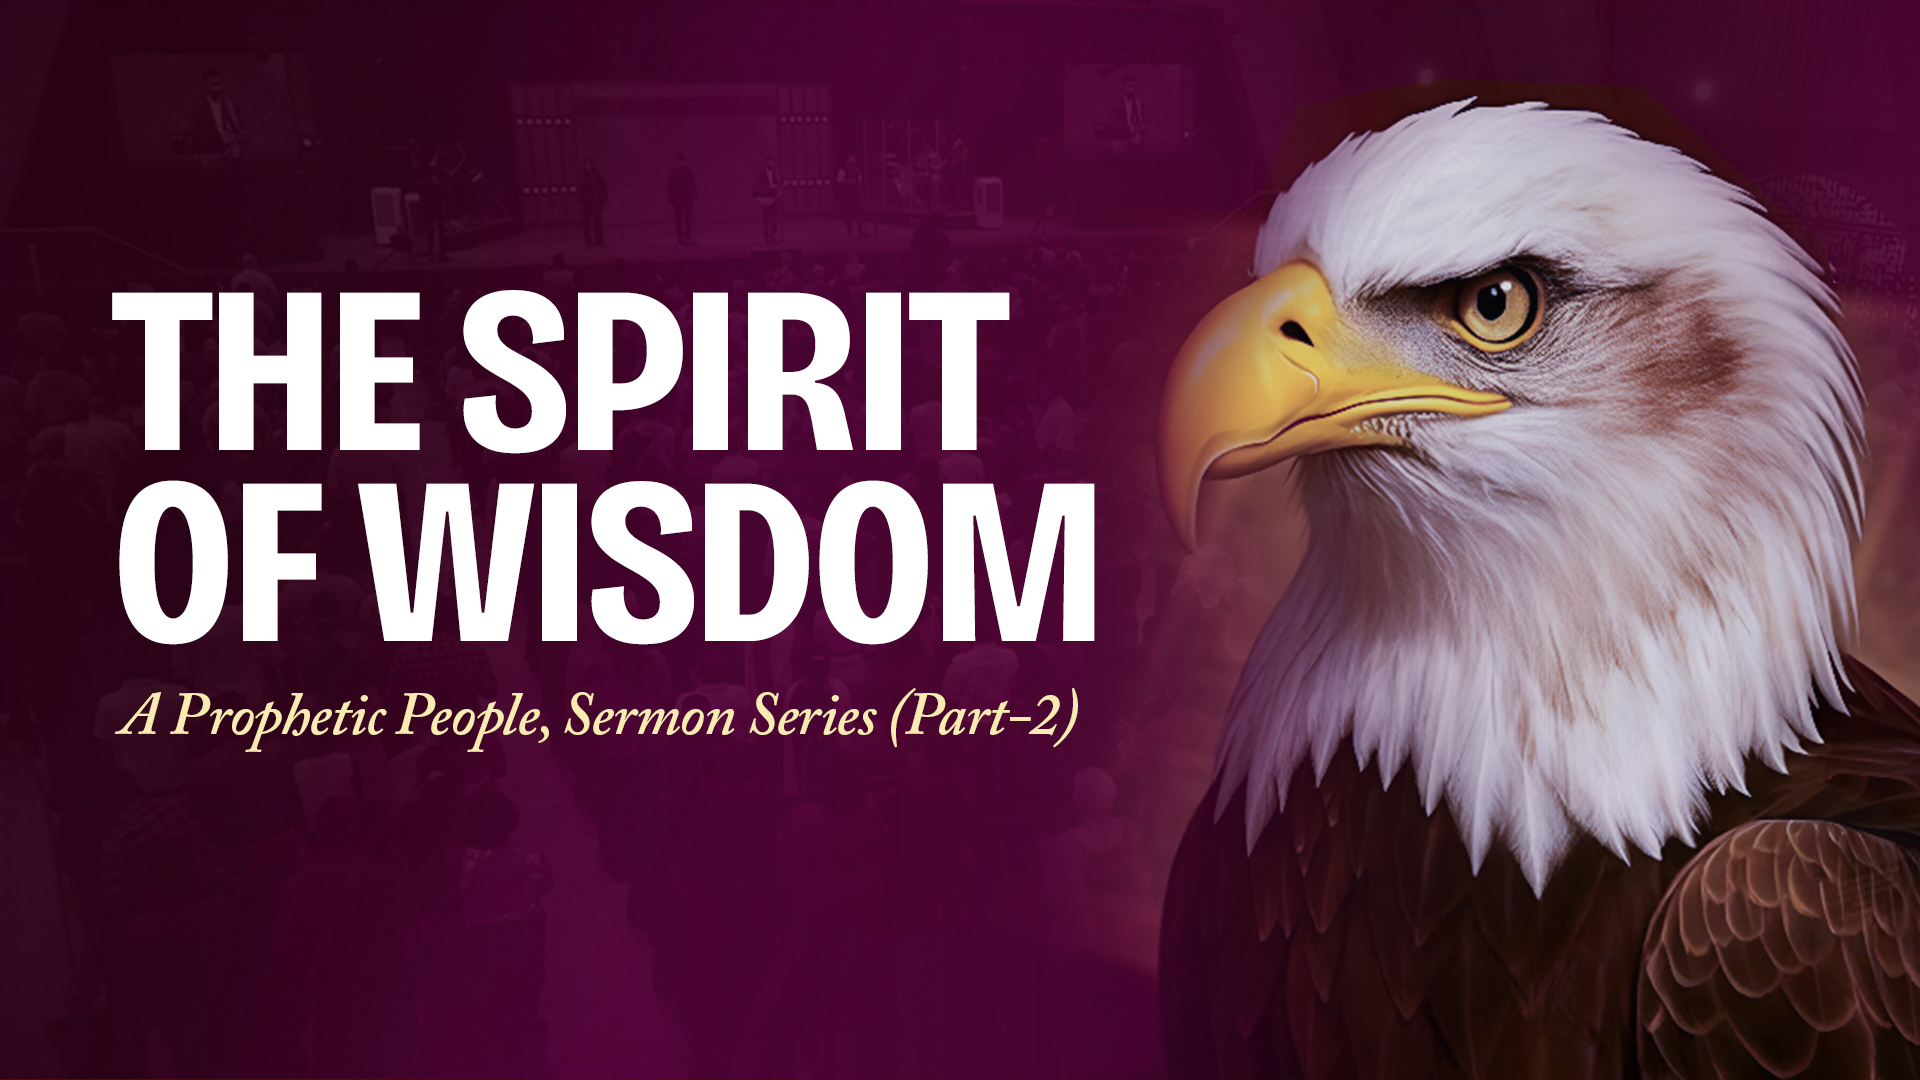 THE SPIRIT
OF WISDOM
A Prophetic People, Sermon Series (Part-2)